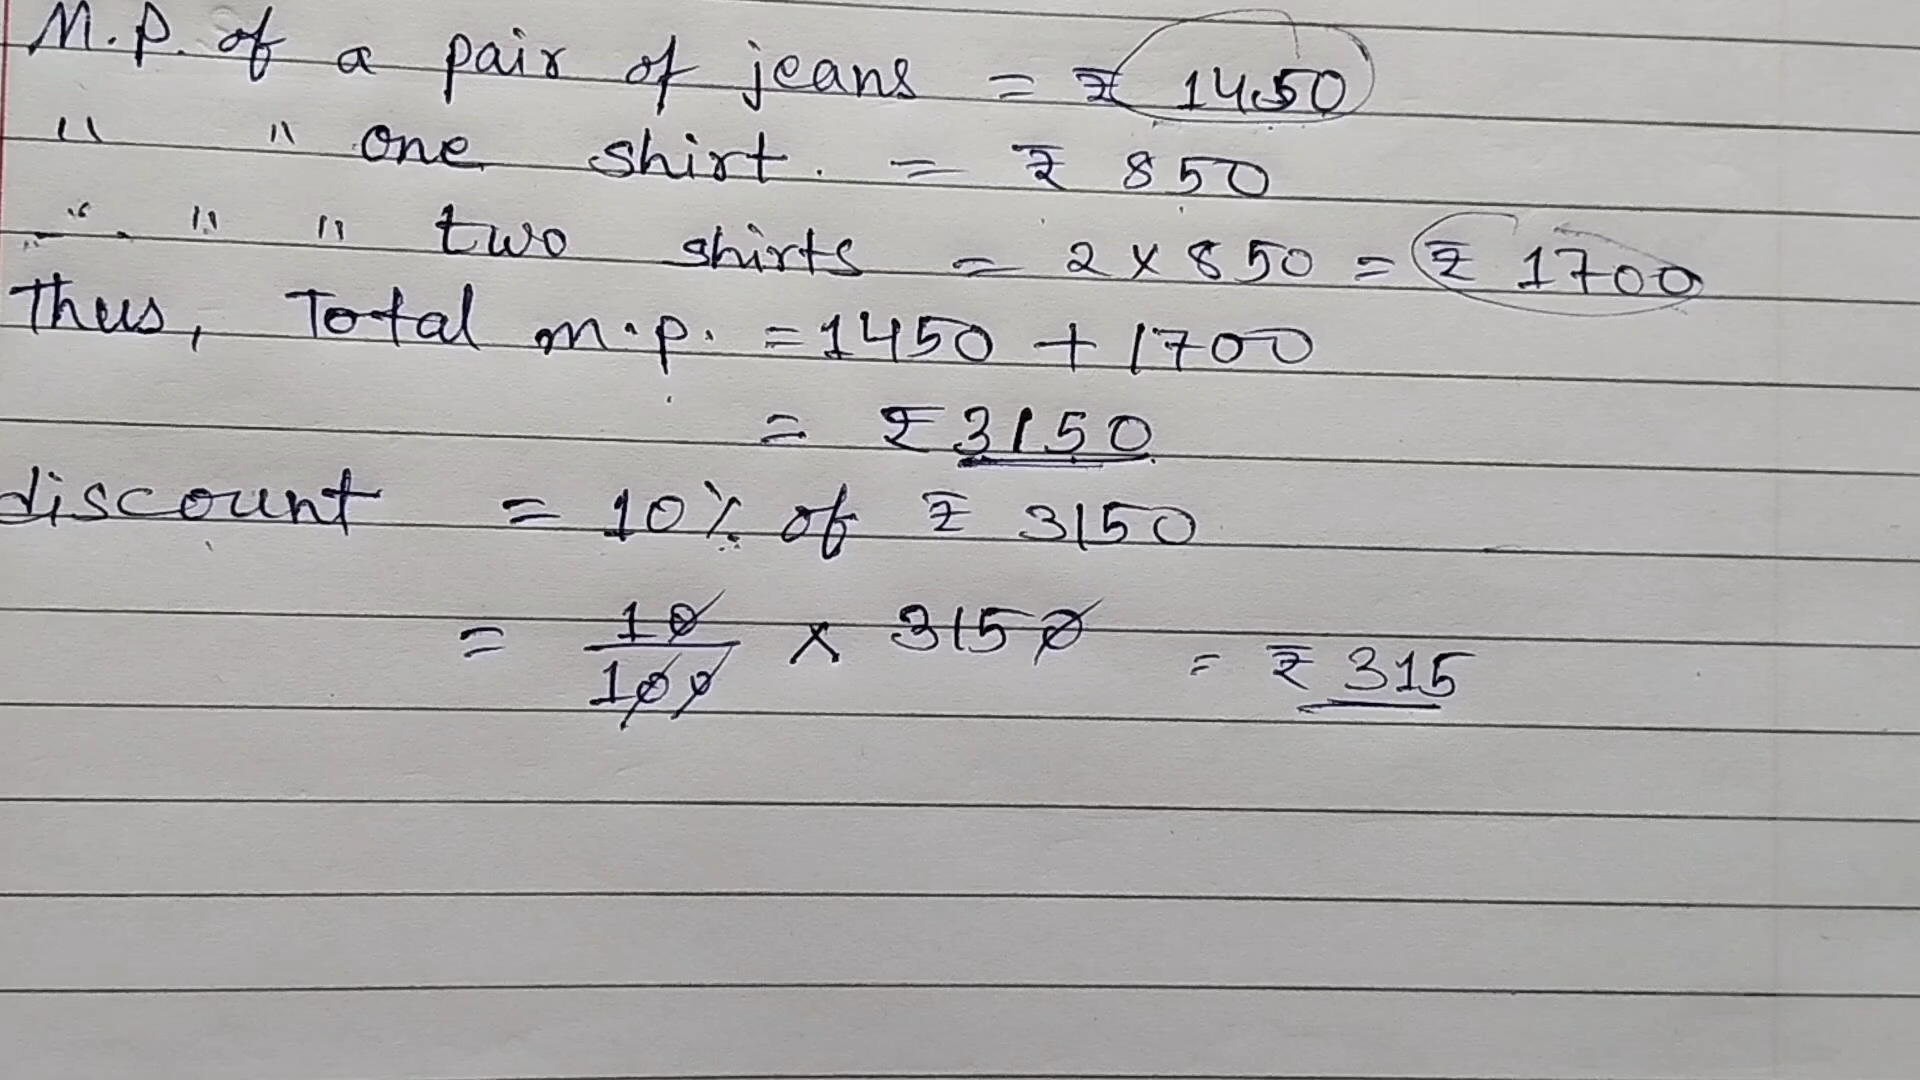 M.P. of a pair of jeans = ₹ 1450
" " one shirt. = ₹ 850
" " " two shirts = 2 × 850 = ₹ 1700
Thus, Total m.p. = 1450 + 1700
= ₹ 3150
discount = 10% of ₹ 3150
= 10/100 × 3150 = ₹ 315